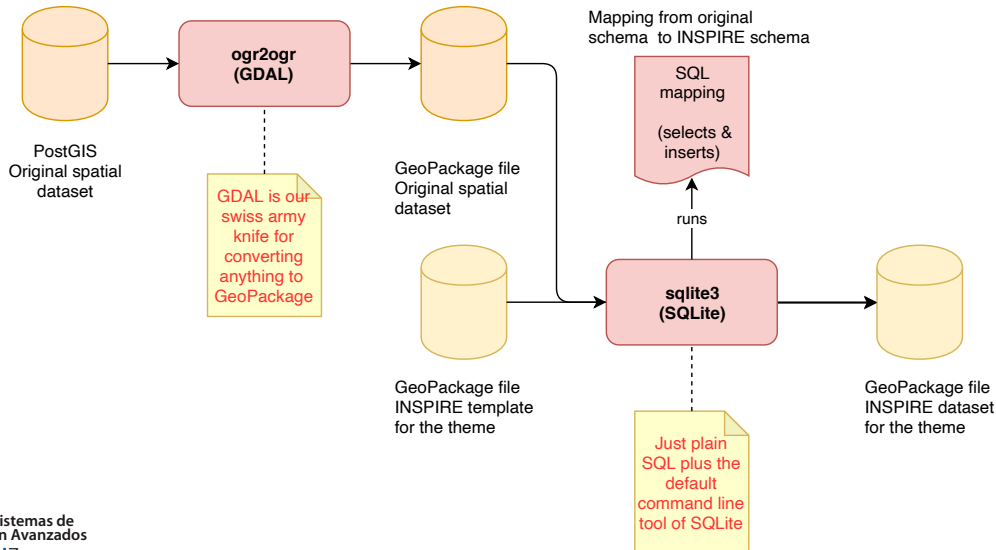 ogr2ogr
(GDAL)
PostGIS
Original spatial
dataset
GDAL is our
swiss army
knife for
converting
anything to
GeoPackage
GeoPackage file
Original spatial
dataset
Mapping from original
schema to INSPIRE schema
SQL
mapping
(selects &
inserts)
runs
sqlite3
(SQLite)
GeoPackage file
INSPIRE template
for the theme
GeoPackage file
INSPIRE dataset
for the theme
Just plain
SQL plus the
default
command line
tool of SQLite
istemas de
n Avanzados